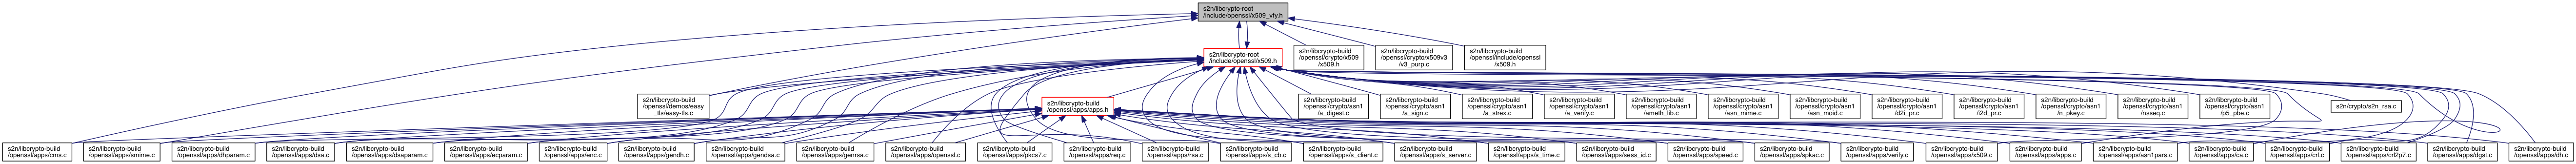 s2n/libcrypto-root
/include/openssl/x509_vfy.h
s2n/libcrypto-root
/include/openssl/x509.h
s2n/libcrypto-build
/openssl/crypto/x509
/x509.h
s2n/libcrypto-build
/openssl/crypto/x509v3
/v3_purp.c
s2n/libcrypto-build
/openssl/include/openssl
/x509.h
s2n/libcrypto-build
/openssl/demos/easy
_tls/easy-tls.c
s2n/libcrypto-build
/openssl/apps/apps.h
s2n/libcrypto-build
/openssl/crypto/asn1
/a_digest.c
s2n/libcrypto-build
/openssl/crypto/asn1
/a_sign.c
s2n/libcrypto-build
/openssl/crypto/asn1
/a_strex.c
s2n/libcrypto-build
/openssl/crypto/asn1
/a_verify.c
s2n/libcrypto-build
/openssl/crypto/asn1
/ameth_lib.c
s2n/libcrypto-build
/openssl/crypto/asn1
/asn_mime.c
s2n/libcrypto-build
/openssl/crypto/asn1
/asn_moid.c
s2n/libcrypto-build
/openssl/crypto/asn1
/d2i_pr.c
s2n/libcrypto-build
/openssl/crypto/asn1
/i2d_pr.c
s2n/libcrypto-build
/openssl/crypto/asn1
/n_pkey.c
s2n/libcrypto-build
/openssl/crypto/asn1
/nsseq.c
s2n/libcrypto-build
/openssl/crypto/asn1
/p5_pbe.c
s2n/crypto/s2n_rsa.c
s2n/libcrypto-build
/openssl/apps/cms.c
s2n/libcrypto-build
/openssl/apps/smime.c
s2n/libcrypto-build
/openssl/apps/dhparam.c
s2n/libcrypto-build
/openssl/apps/dsa.c
s2n/libcrypto-build
/openssl/apps/dsaparam.c
s2n/libcrypto-build
/openssl/apps/ecparam.c
s2n/libcrypto-build
/openssl/apps/enc.c
s2n/libcrypto-build
/openssl/apps/gendh.c
s2n/libcrypto-build
/openssl/apps/gendsa.c
s2n/libcrypto-build
/openssl/apps/genrsa.c
s2n/libcrypto-build
/openssl/apps/openssl.c
s2n/libcrypto-build
/openssl/apps/pkcs7.c
s2n/libcrypto-build
/openssl/apps/req.c
s2n/libcrypto-build
/openssl/apps/rsa.c
s2n/libcrypto-build
/openssl/apps/s_cb.c
s2n/libcrypto-build
/openssl/apps/s_client.c
s2n/libcrypto-build
/openssl/apps/s_server.c
s2n/libcrypto-build
/openssl/apps/s_time.c
s2n/libcrypto-build
/openssl/apps/sess_id.c
s2n/libcrypto-build
/openssl/apps/speed.c
s2n/libcrypto-build
/openssl/apps/spkac.c
s2n/libcrypto-build
/openssl/apps/verify.c
s2n/libcrypto-build
/openssl/apps/x509.c
s2n/libcrypto-build
/openssl/apps/apps.c
s2n/libcrypto-build
/openssl/apps/asn1pars.c
s2n/libcrypto-build
/openssl/apps/ca.c
s2n/libcrypto-build
/openssl/apps/crl.c
s2n/libcrypto-build
/openssl/apps/crl2p7.c
s2n/libcrypto-build
/openssl/apps/dgst.c
s2n/libcrypto-build
/openssl/apps/dh.c